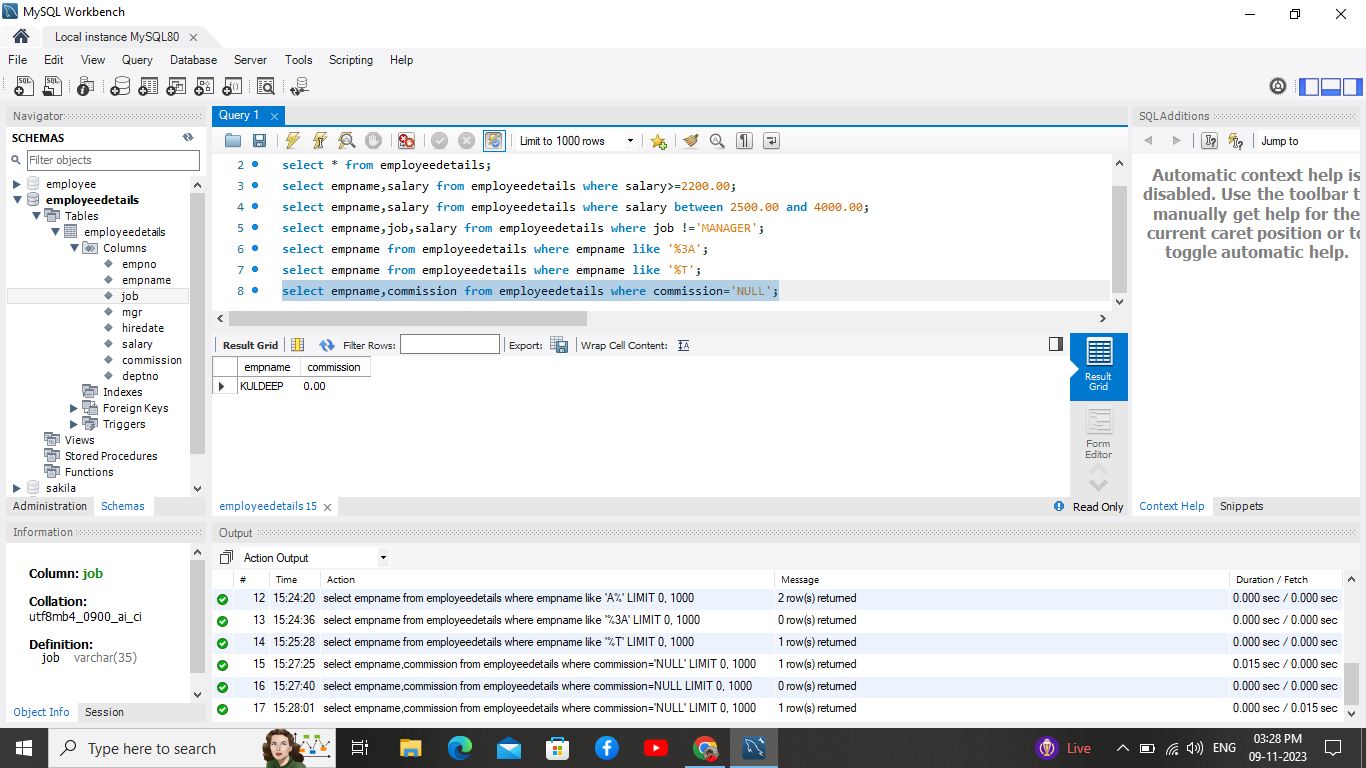 MySQL Workbench
Local instance MySQL80
File Edit View Query Database Server Tools Scripting Help
Navigator
SCHEMAS
Filter objects
employee
employeedetails
Tables
employeedetails
Columns
empno
empname
job
mgr
hiredate
salary
commission
deptno
Indexes
Foreign Keys
Triggers
Views
Stored Procedures
Functions
sakila
Administration Schemas
Information
Column: job
Collation:
utf8mb4_0900_ai_ci
Definition:
job varchar(35)
Object Info Session
Query 1
Limit to 1000 rows
2 select * from employeedetails;
3 select empname,salary from employeedetails where salary>=2200.00;
4 select empname,salary from employeedetails where salary between 2500.00 and 4000.00;
5 select empname,job,salary from employeedetails where job !='MANAGER';
6 select empname from employeedetails where empname like '%3A';
7 select empname from employeedetails where empname like '%T';
8 select empname,commission from employeedetails where commission='NULL';
Result Grid Filter Rows: Export: Wrap Cell Content:
empname commission
KULDEEP 0.00
Result
Grid
Form
Editor
employeedetails 15
Read Only
SQLAdditions
Jump to
Automatic context help is
disabled. Use the toolbar t
manually get help for the
current caret position or to
toggle automatic help.
Context Help Snippets
Output
Action Output
# Time Action Message Duration / Fetch
12 15:24:20 select empname from employeedetails where empname like 'A%' LIMIT 0, 1000 2 row(s) returned 0.000 sec / 0.000 sec
13 15:24:36 select empname from employeedetails where empname like '%3A' LIMIT 0, 1000 0 row(s) returned 0.000 sec / 0.000 sec
14 15:25:28 select empname from employeedetails where empname like '%T' LIMIT 0, 1000 1 row(s) returned 0.000 sec / 0.000 sec
15 15:27:25 select empname,commission from employeedetails where commission='NULL' LIMIT 0, 1000 1 row(s) returned 0.015 sec / 0.000 sec
16 15:27:40 select empname,commission from employeedetails where commission=NULL LIMIT 0, 1000 0 row(s) returned 0.000 sec / 0.000 sec
17 15:28:01 select empname,commission from employeedetails where commission='NULL' LIMIT 0, 1000 1 row(s) returned 0.000 sec / 0.015 sec
Type here to search
Live
ENG
03:28 PM
09-11-2023